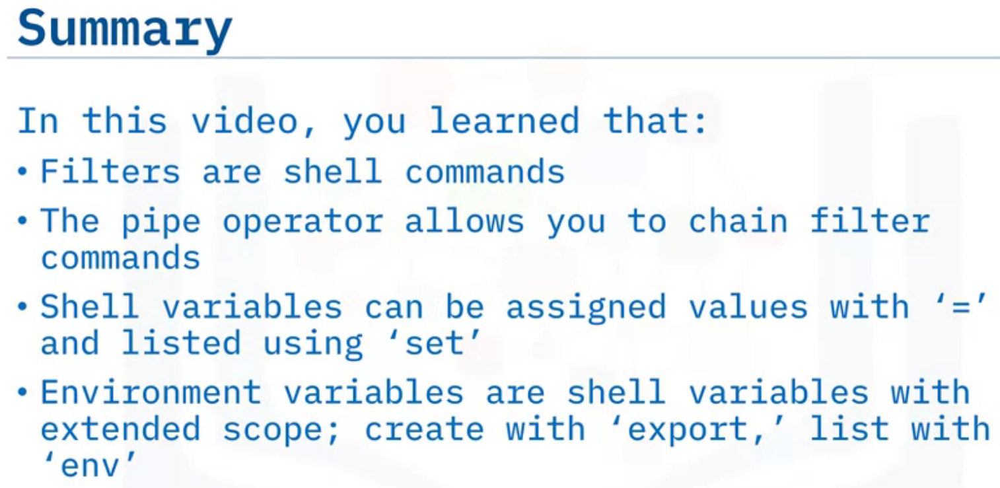 Summary
In this video, you learned that:
• Filters are shell commands
• The pipe operator allows you to chain filter
commands
• Shell variables can be assigned values with ‘=’
and listed using ‘set’
• Environment variables are shell variables with
extended scope; create with ‘export,’ list with
‘env’